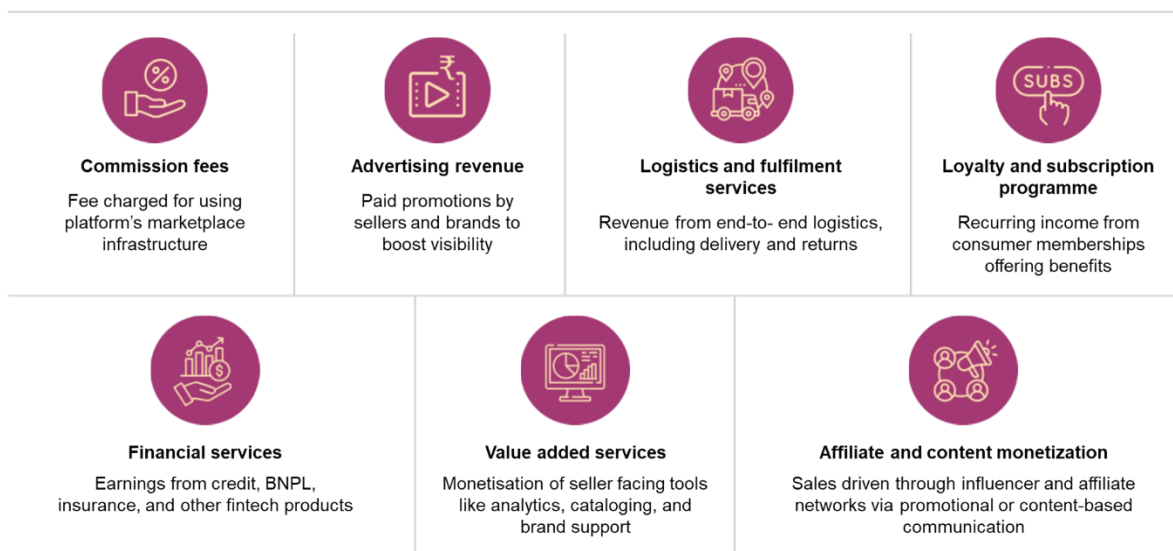 ₹
Commission fees
Fee charged for using
platform's marketplace
infrastructure
Advertising revenue
Paid promotions by
sellers and brands to
boost visibility
Logistics and fulfilment
services
Revenue from end-to- end logistics,
including delivery and returns
SUBS
Loyalty and subscription
programme
Recurring income from
consumer memberships
offering benefits
$
Financial services
Earnings from credit, BNPL,
insurance, and other fintech products
Value added services
Monetisation of seller facing tools
like analytics, cataloging, and
brand support
Affiliate and content monetization
Sales driven through influencer and affiliate
networks via promotional or content-based
communication